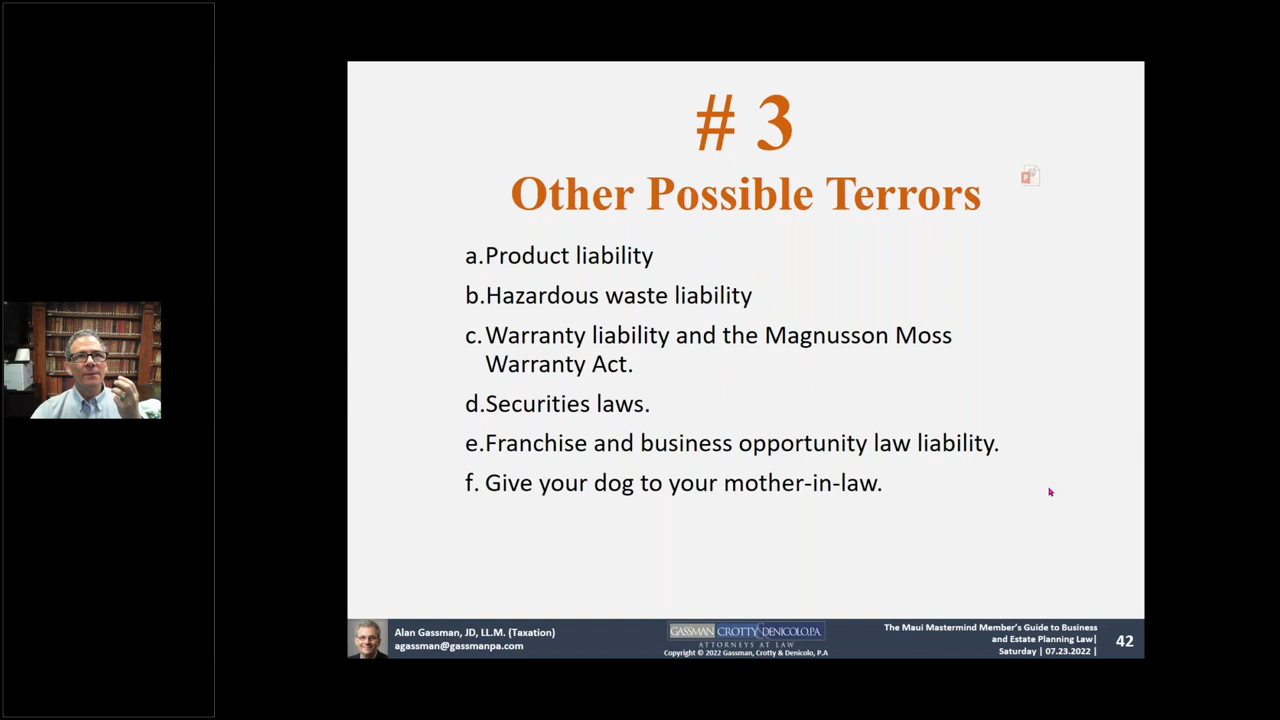 # 3
Other Possible Terrors
a.Product liability
b.Hazardous waste liability
c. Warranty liability and the Magnusson Moss
Warranty Act.
d.Securities laws.
e.Franchise and business opportunity law liability.
f. Give your dog to your mother-in-law.
Alan Gassman, JD, LL.M. (Taxation)
agassman@gassmanpa.com
GASSMAN CROTTY & DENICOLO, P.A.
ATTORNEYS AT LAW
Copyright © 2022 Gassman, Crotty & Denicolo, P.A
The Maui Mastermind Member's Guide to Business
and Estate Planning Law|
Saturday | 07.23.2022 |
42